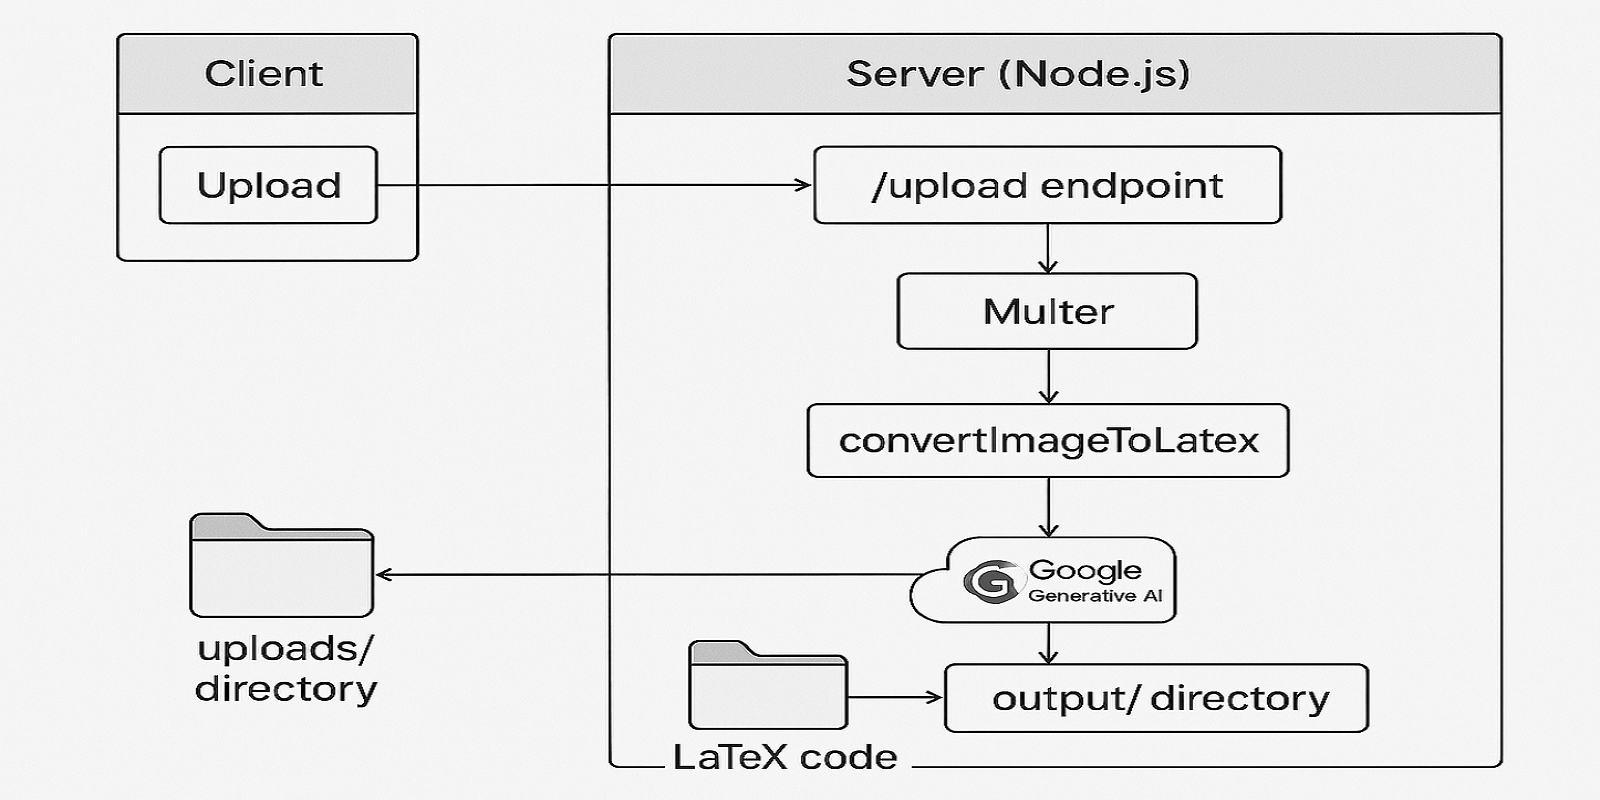 Client
Server (Node.js)
Upload
/upload endpoint
Multer
convertImageToLatex
Google
Generative AI
uploads/
directory
output/ directory
LaTeX code